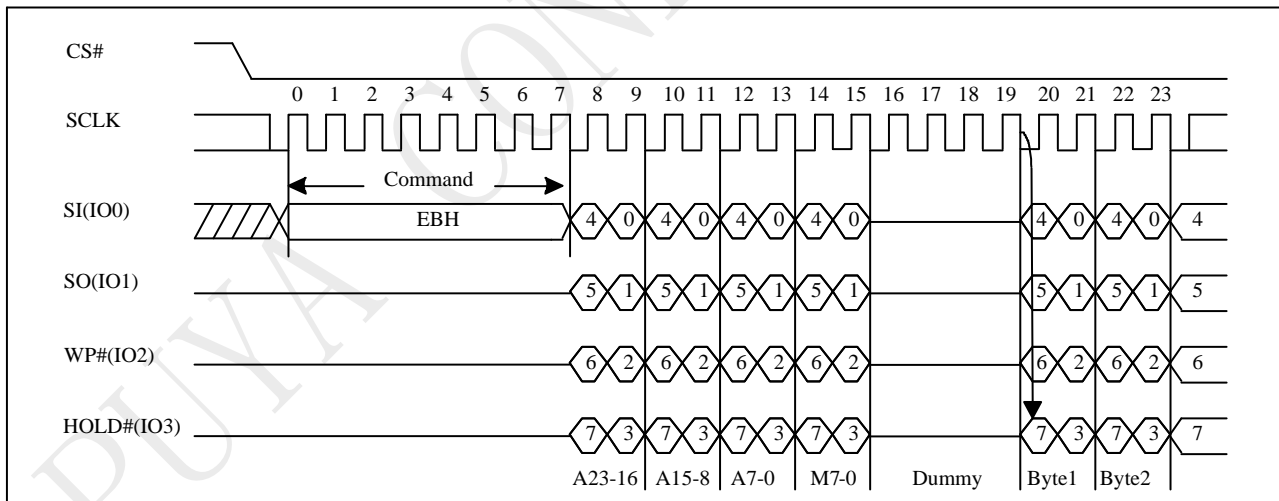 CS#
0 1 2 3 4 5 6 7 8 9 10 11 12 13 14 15 16 17 18 19 20 21 22 23
SCLK
Command
SI(IO0) EBH 4 0 4 0 4 0 4 0 4 0 4 0 4
SO(IO1) 5 1 5 1 5 1 5 1 5 1 5 1 5
WP#(IO2) 6 2 6 2 6 2 6 2 6 2 6 2 6
HOLD#(IO3) 7 3 7 3 7 3 7 3 7 3 7 3 7
A23-16 A15-8 A7-0 M7-0 Dummy Byte1 Byte2
PUYA CON